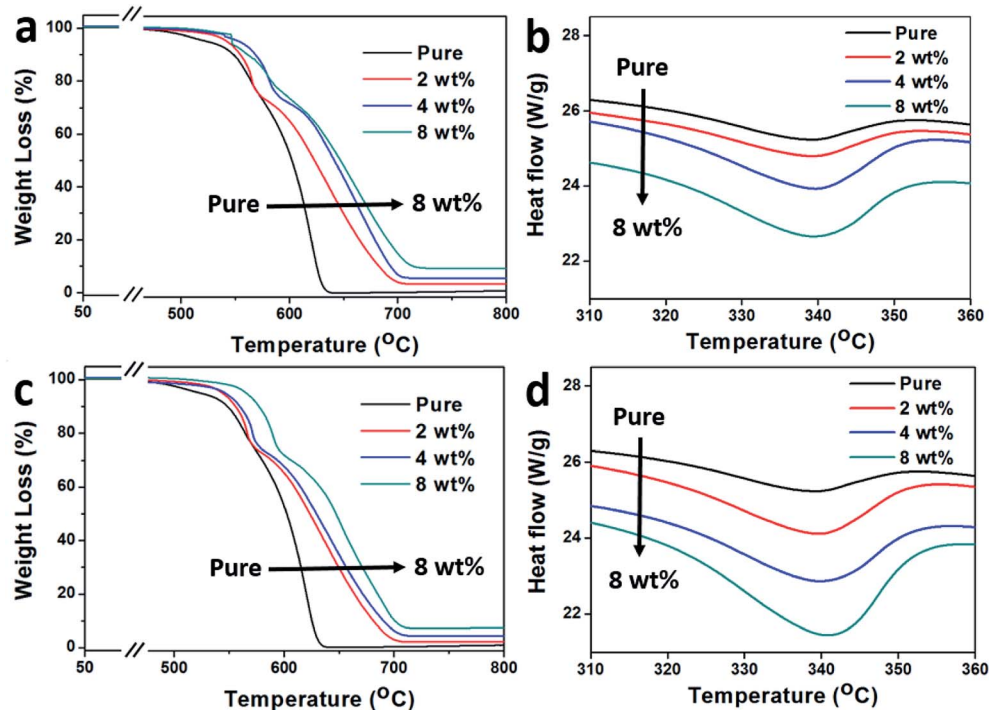 a
100
80
60
40
20
0
Weight Loss (%)
Pure
2 wt%
4 wt%
8 wt%
Pure
8 wt%
50
500
600
700
800
Temperature (°C)
b
28
26
24
22
Heat flow (W/g)
Pure
2 wt%
4 wt%
8 wt%
Pure
8 wt%
310
320
330
340
350
360
Temperature (°C)
c
100
80
60
40
20
0
Weight Loss (%)
Pure
2 wt%
4 wt%
8 wt%
Pure
8 wt%
50
500
600
700
800
Temperature (°C)
d
28
26
24
22
Heat flow (W/g)
Pure
2 wt%
4 wt%
8 wt%
Pure
8 wt%
310
320
330
340
350
360
Temperature (°C)